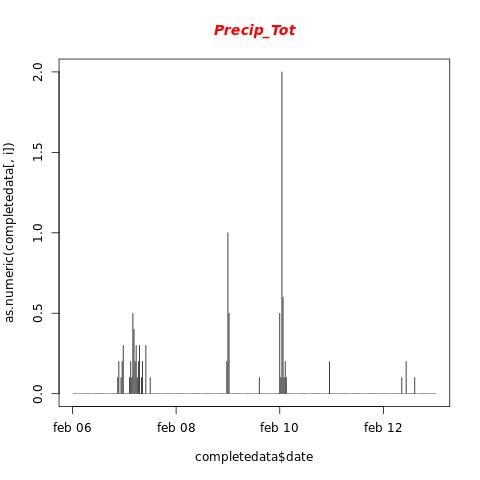 Precip_Tot
as.numeric(completedata[, i])
2.0
1.5
1.0
0.5
0.0
feb 06
feb 08
feb 10
feb 12
completedata$date